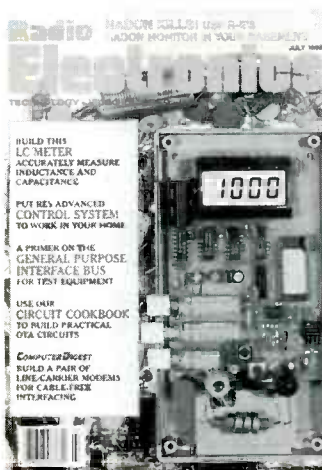 Radio
RADON KILLS! USE R-E'S
RADON MONITOR IN YOUR BASEMENT
JULY
Electronics
TECHNOLOGY
BUILD THIS
LC METER
ACCURATELY MEASURE
INDUCTANCE AND
CAPACITANCE
1000
PUT RE'S ADVANCED
CONTROL SYSTEM
TO WORK IN YOUR HOME
A PRIMER ON THE
GENERAL PURPOSE
INTERFACE BUS
FOR TEST EQUIPMENT
USE OUR
CIRCUIT COOKBOOK
TO BUILD PRACTICAL
OTA CIRCUITS
COMPUTERDIGEST
BUILD A PAIR OF
LINE-CARRIER MODEMS
FOR CABLE-FREE
INTERFACING